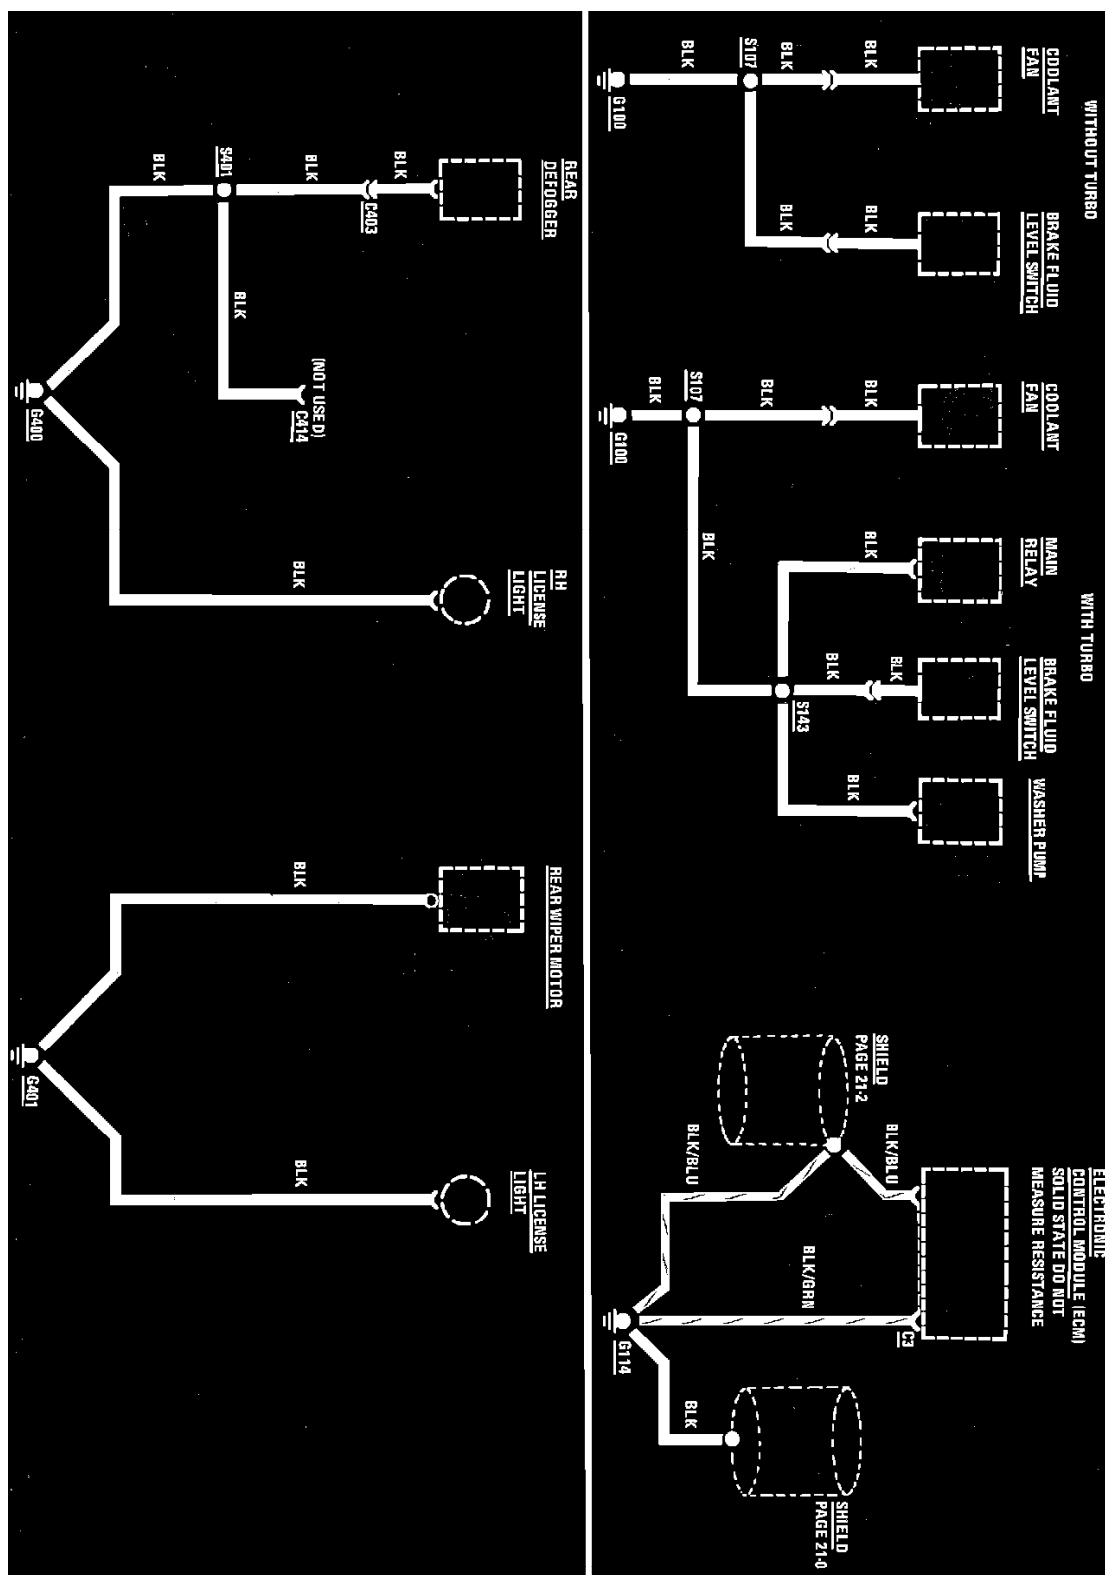 WITHOUT TURBO
COOLANT
FAN
BRAKE FLUID
LEVEL SWITCH
BLK
BLK
BLK
BLK
S107
BLK
G100
WITH TURBO
COOLANT
FAN
MAIN
RELAY
BRAKE FLUID
LEVEL SWITCH
WASHER PUMP
BLK
BLK
BLK
BLK
BLK
BLK
S143
BLK
S107
BLK
G100
ELECTRONIC
CONTROL MODULE (ECM)
SOLID STATE DO NOT
MEASURE RESISTANCE
SHIELD
PAGE 21-2
BLK/BLU
C3
BLK/GRN
BLK/BLU
BLK
G114
SHIELD
PAGE 21-0
REAR
DEFOGGER
BLK
C403
BLK
S401
BLK
BLK
(NOT USED)
C414
G400
RH
LICENSE
LIGHT
BLK
REAR WIPER MOTOR
BLK
G401
LH LICENSE
LIGHT
BLK